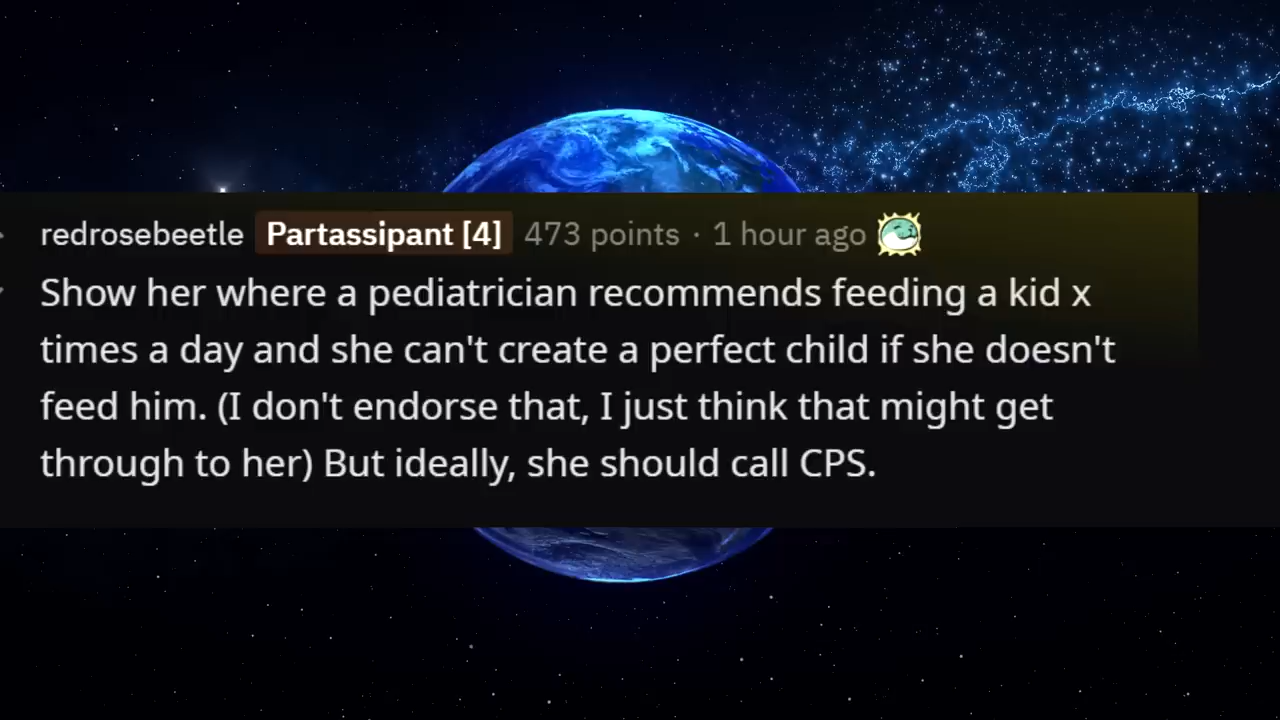 redrosebeetle Partassipant [4] 473 points · 1 hour ago
Show her where a pediatrician recommends feeding a kid x
times a day and she can't create a perfect child if she doesn't
feed him. (I don't endorse that, I just think that might get
through to her) But ideally, she should call CPS.